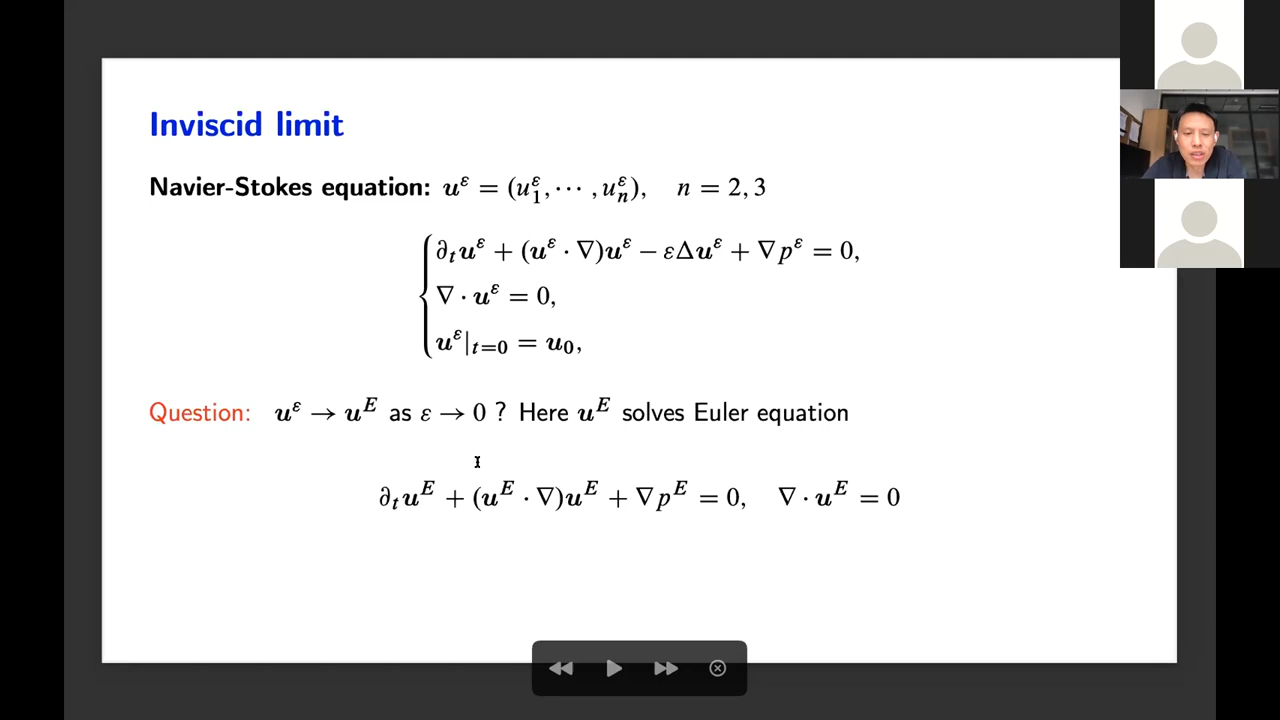 Inviscid limit
Navier-Stokes equation: u^ε = (u_1^ε, ⋯ , u_n^ε), n = 2, 3
∂_t u^ε + (u^ε · ∇)u^ε − εΔu^ε + ∇p^ε = 0,
∇ · u^ε = 0,
u^ε|_{t=0} = u_0,
Question: u^ε → u^E as ε → 0 ? Here u^E solves Euler equation
∂_t u^E + (u^E · ∇)u^E + ∇p^E = 0, ∇ · u^E = 0